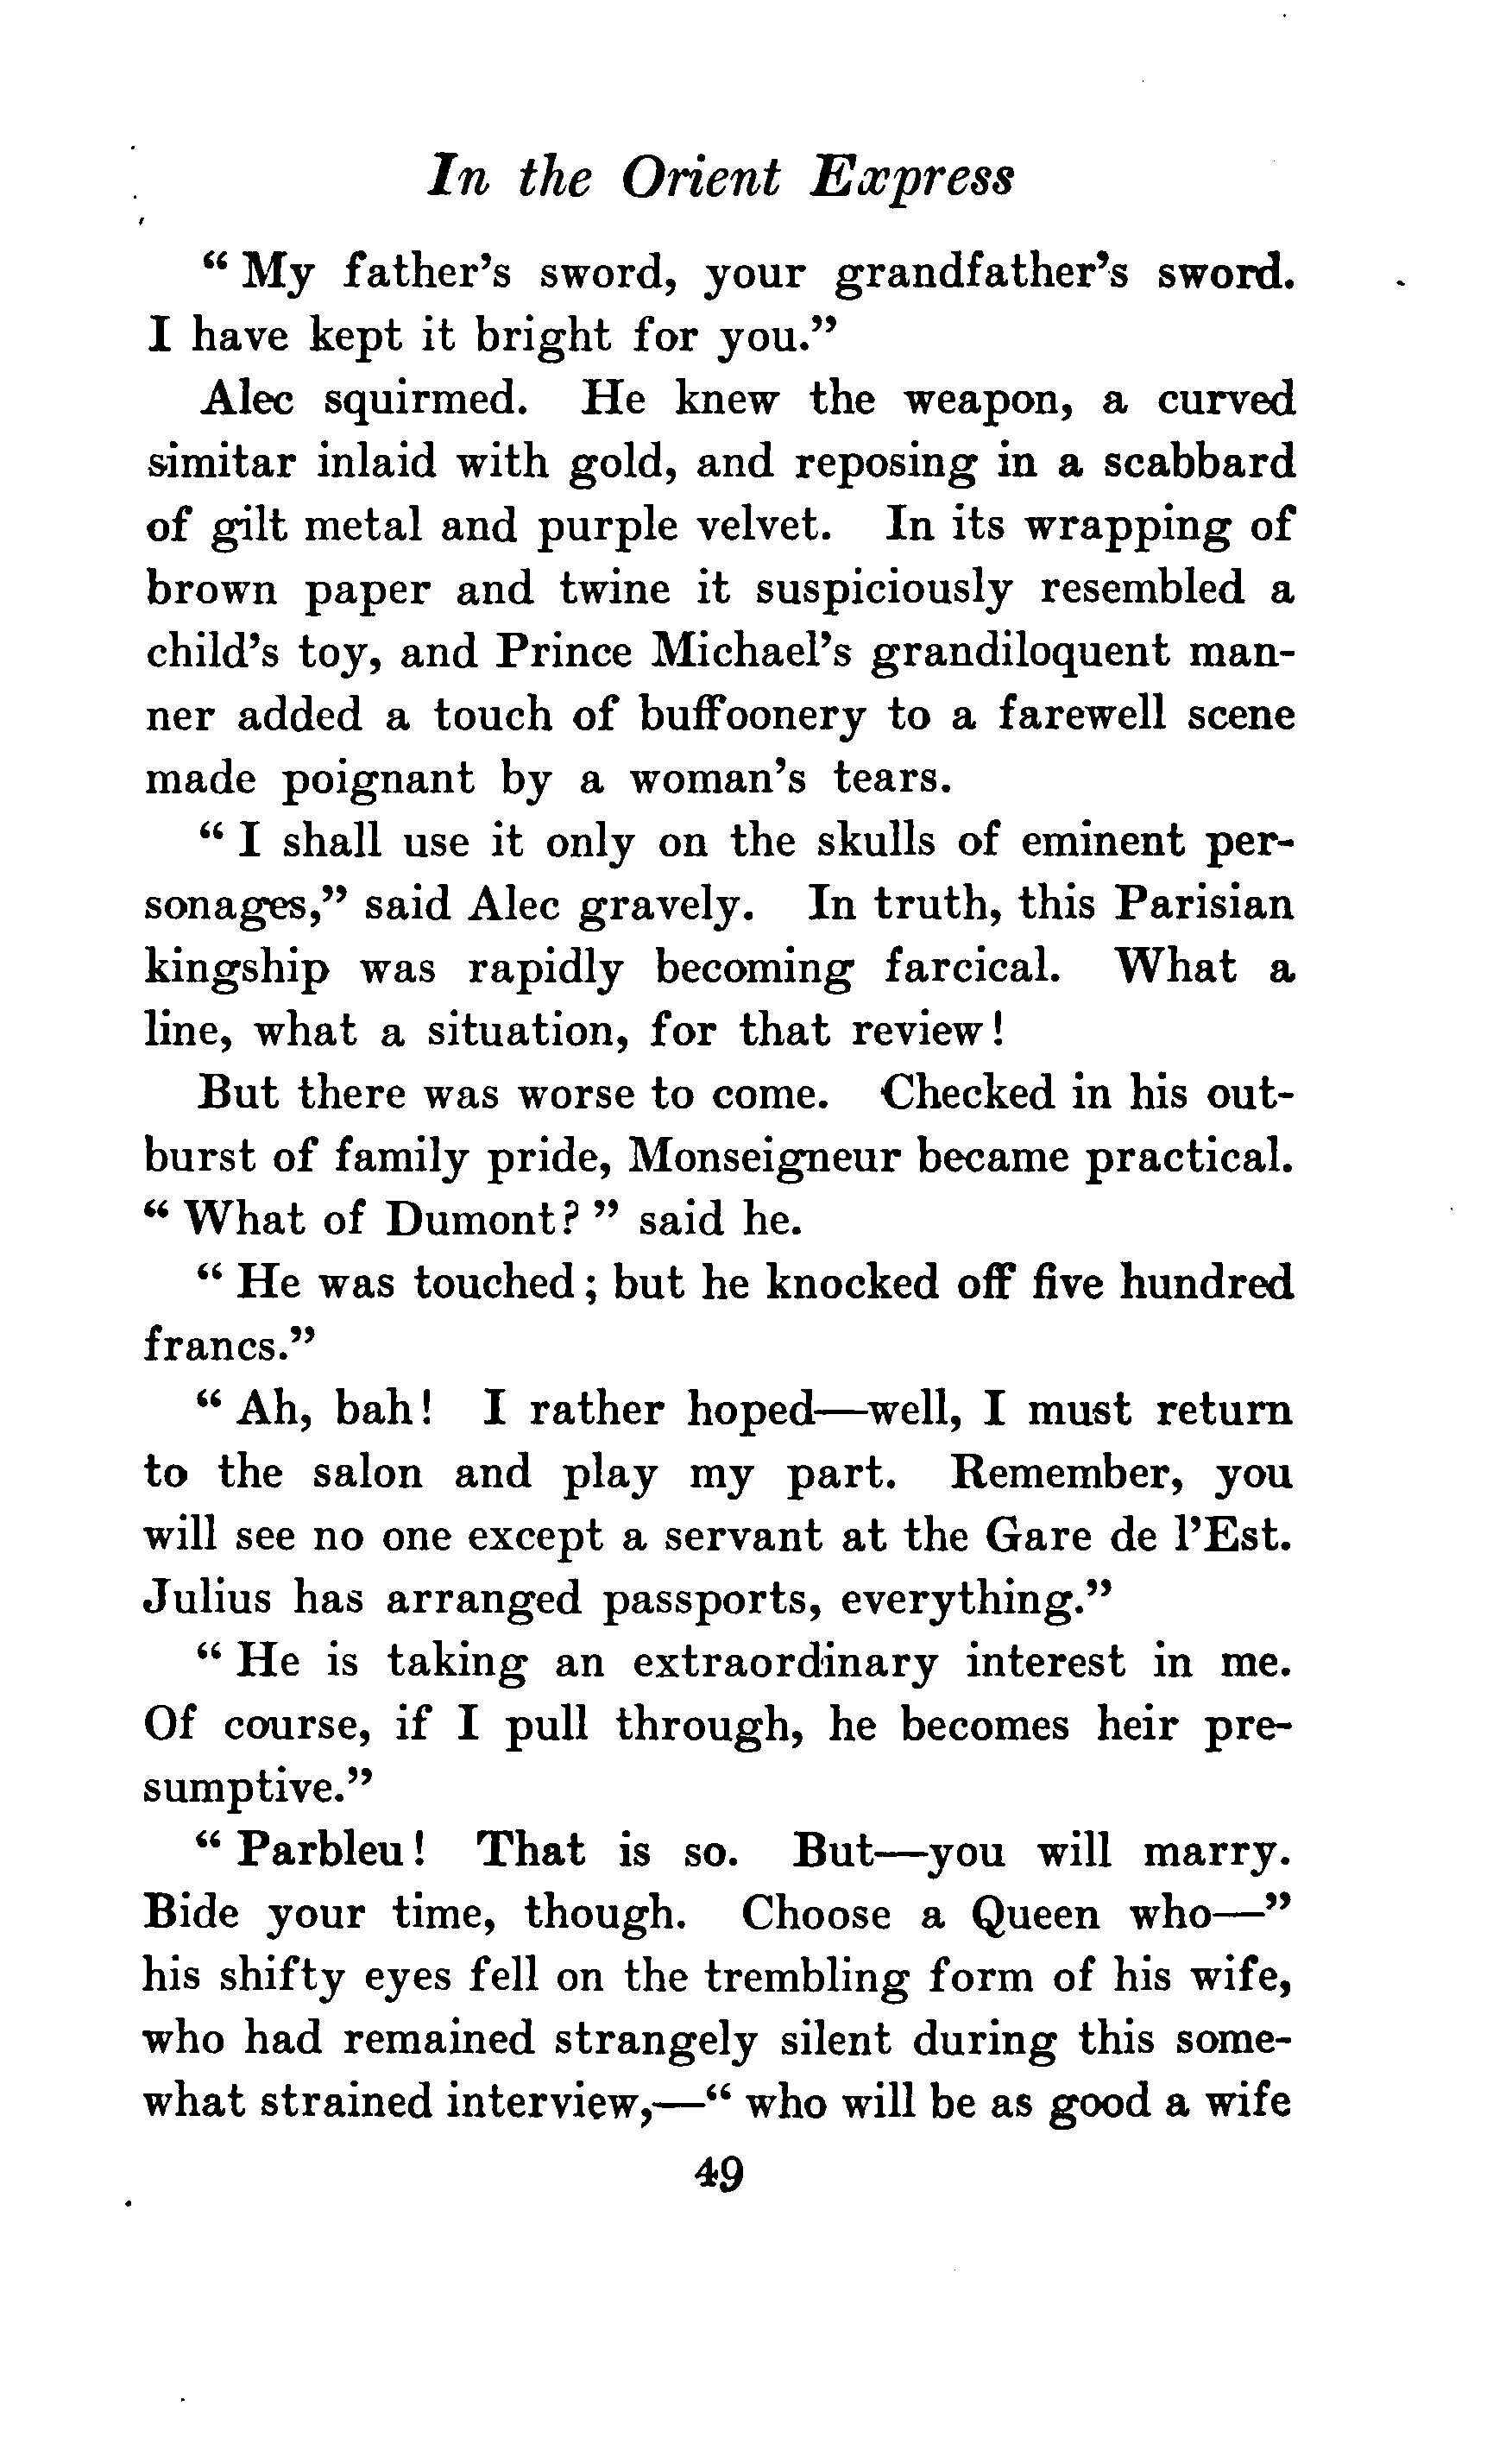 In the Orient Express
“ My father’s sword, your grandfather’s sword.
I have kept it bright for you.”
Alec squirmed. He knew the weapon, a curved
simitar inlaid with gold, and reposing in a scabbard
of gilt metal and purple velvet. In its wrapping of
brown paper and twine it suspiciously resembled a
child’s toy, and Prince Michael’s grandiloquent man-
ner added a touch of buffoonery to a farewell scene
made poignant by a woman’s tears.
“ I shall use it only on the skulls of eminent per-
sonages,” said Alec gravely. In truth, this Parisian
kingship was rapidly becoming farcical. What a
line, what a situation, for that review!
But there was worse to come. Checked in his out-
burst of family pride, Monseigneur became practical.
“ What of Dumont? ” said he.
“ He was touched; but he knocked off five hundred
francs.”
“ Ah, bah! I rather hoped—well, I must return
to the salon and play my part. Remember, you
will see no one except a servant at the Gare de l’Est.
Julius has arranged passports, everything.”
“ He is taking an extraordinary interest in me.
Of course, if I pull through, he becomes heir pre-
sumptive.”
“ Parbleu! That is so. But—you will marry.
Bide your time, though. Choose a Queen who—”
his shifty eyes fell on the trembling form of his wife,
who had remained strangely silent during this some-
what strained interview,—“ who will be as good a wife
49